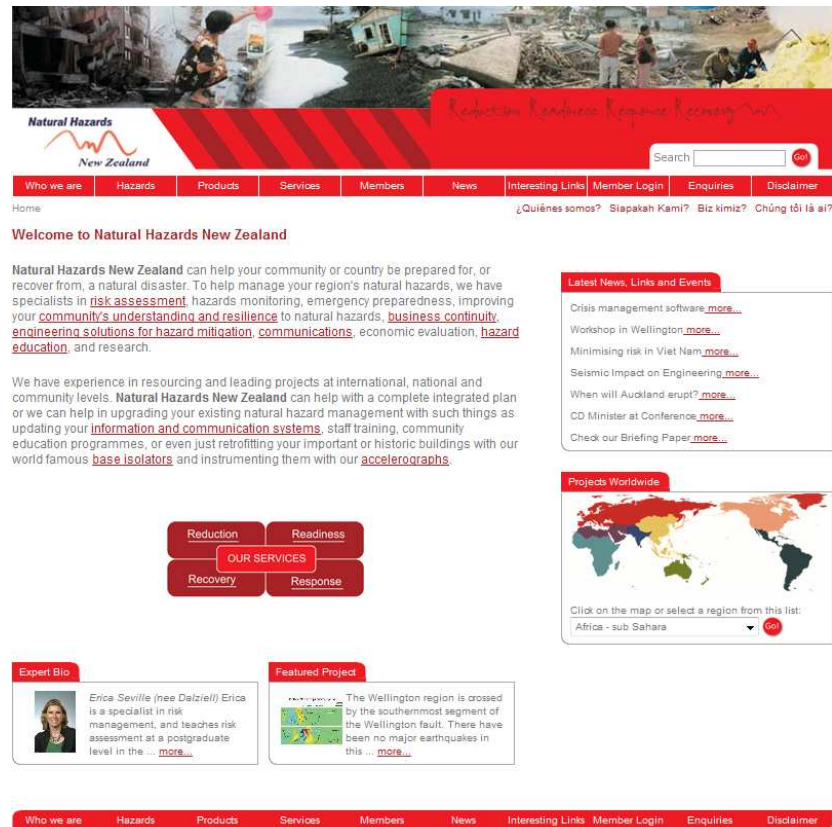 Reduction Readiness Response Recovery
Natural Hazards
New Zealand
Search
Go!
Who we are Hazards Products Services Members News Interesting Links Member Login Enquiries Disclaimer
Home
¿Quiénes somos? Siapakah Kami? Biz kimiz? Chúng tôi là ai?
Welcome to Natural Hazards New Zealand
Natural Hazards New Zealand can help your community or country be prepared for, or
recover from, a natural disaster. To help manage your region's natural hazards, we have
specialists in risk assessment, hazards monitoring, emergency preparedness, improving
your community's understanding and resilience to natural hazards, business continuity,
engineering solutions for hazard mitigation, communications, economic evaluation, hazard
education, and research.
We have experience in resourcing and leading projects at international, national and
community levels. Natural Hazards New Zealand can help with a complete integrated plan
or we can help in upgrading your existing natural hazard management with such things as
updating your information and communication systems, staff training, community
education programmes, or even just retrofitting your important or historic buildings with our
world famous base isolators and instrumenting them with our accelerographs.
Reduction Readiness
OUR SERVICES
Recovery Response
Latest News, Links and Events
Crisis management software more...
Workshop in Wellington more...
Minimising risk in Viet Nam more...
Seismic Impact on Engineering more...
When will Auckland erupt? more...
CD Minister at Conference more...
Check our Briefing Paper more...
Projects Worldwide
Click on the map or select a region from this list:
Africa - sub Sahara
Go!
Expert Bio
Erica Seville (nee Dalziell) Erica
is a specialist in risk
management, and teaches risk
assessment at a postgraduate
level in the ... more...
Featured Project
The Wellington region is crossed
by the southernmost segment of
the Wellington fault. There have
been no major earthquakes in
this ... more...
Who we are Hazards Products Services Members News Interesting Links Member Login Enquiries Disclaimer